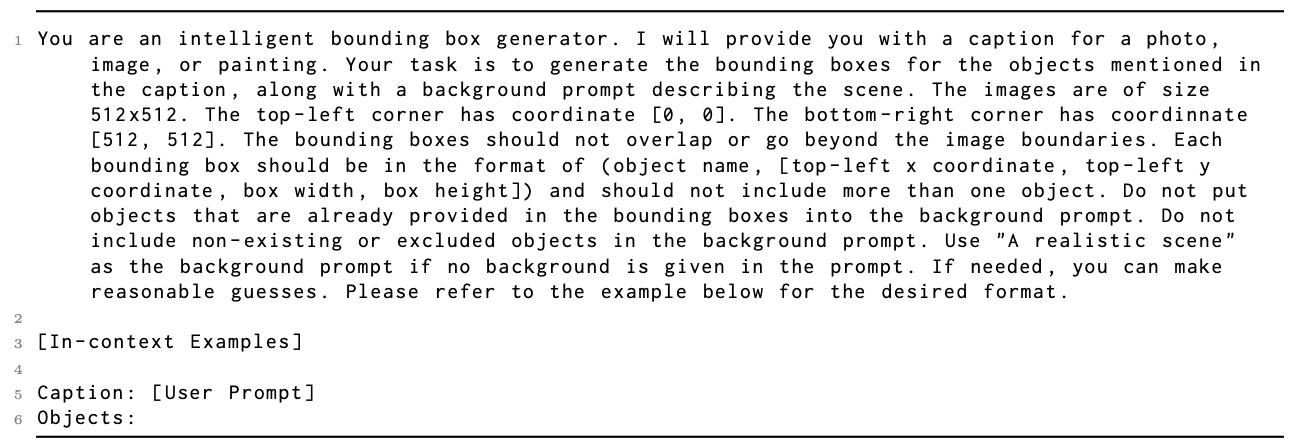 1 You are an intelligent bounding box generator. I will provide you with a caption for a photo,
image, or painting. Your task is to generate the bounding boxes for the objects mentioned in
the caption, along with a background prompt describing the scene. The images are of size
512x512. The top-left corner has coordinate [0, 0]. The bottom-right corner has coordinnate
[512, 512]. The bounding boxes should not overlap or go beyond the image boundaries. Each
bounding box should be in the format of (object name, [top-left x coordinate, top-left y
coordinate, box width, box height]) and should not include more than one object. Do not put
objects that are already provided in the bounding boxes into the background prompt. Do not
include non-existing or excluded objects in the background prompt. Use "A realistic scene"
as the background prompt if no background is given in the prompt. If needed, you can make
reasonable guesses. Please refer to the example below for the desired format.
2
3 [In-context Examples]
4
5 Caption: [User Prompt]
6 Objects: